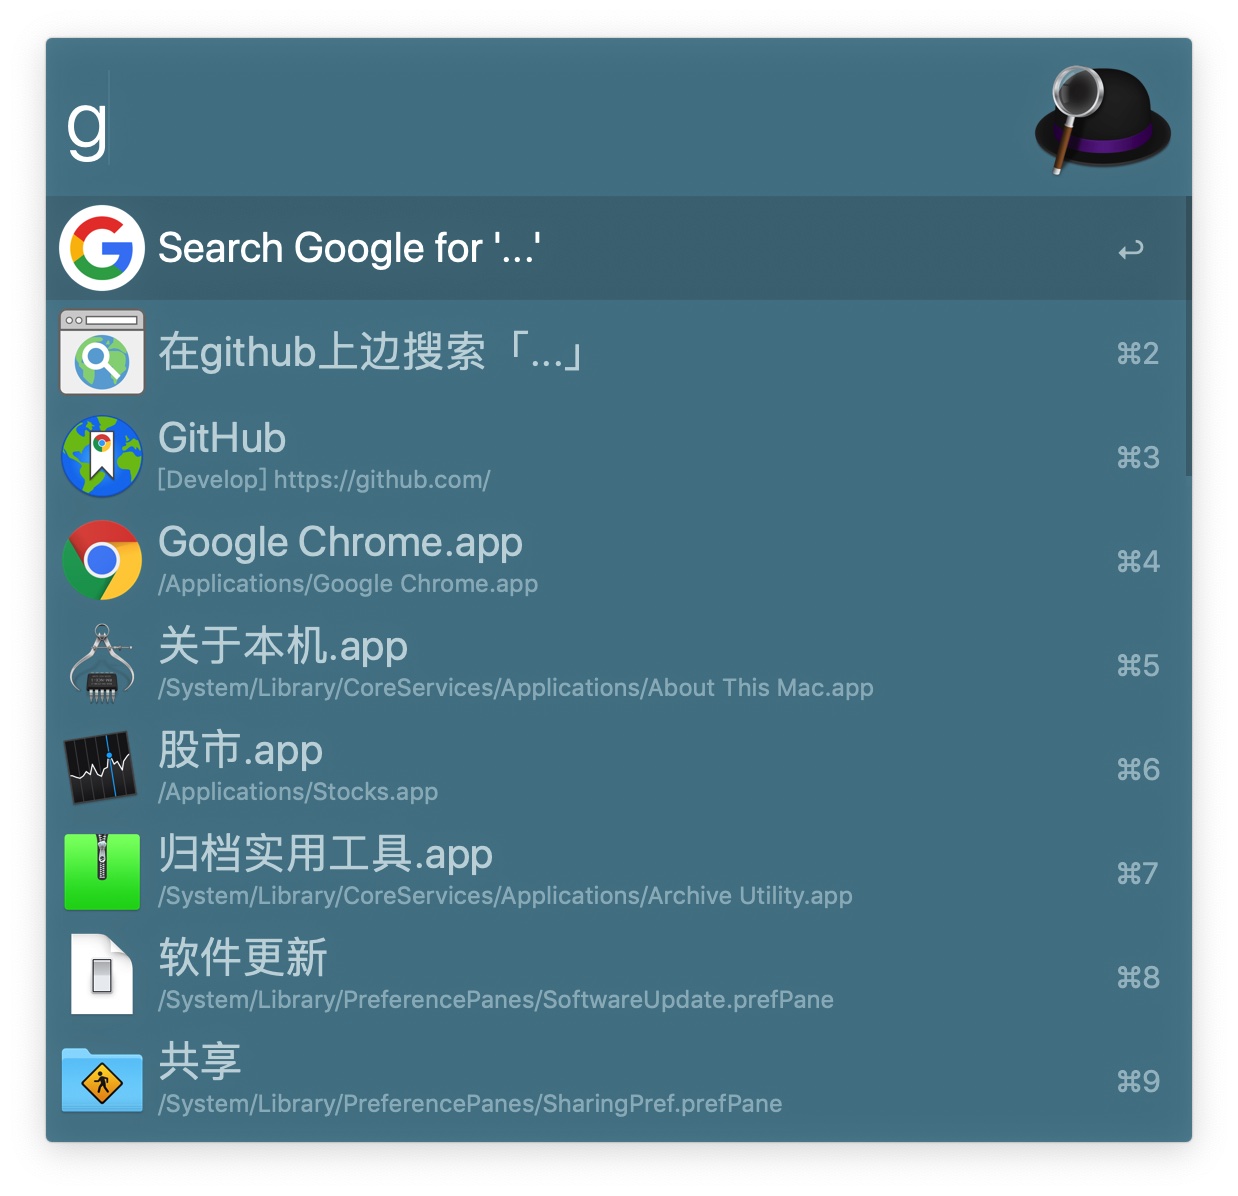 g
Search Google for '...'
↩
在github上边搜索「...」
⌘2
GitHub
[Develop] https://github.com/
⌘3
Google Chrome.app
/Applications/Google Chrome.app
⌘4
关于本机.app
/System/Library/CoreServices/Applications/About This Mac.app
⌘5
股市.app
/Applications/Stocks.app
⌘6
归档实用工具.app
/System/Library/CoreServices/Applications/Archive Utility.app
⌘7
软件更新
/System/Library/PreferencePanes/SoftwareUpdate.prefPane
⌘8
共享
/System/Library/PreferencePanes/SharingPref.prefPane
⌘9